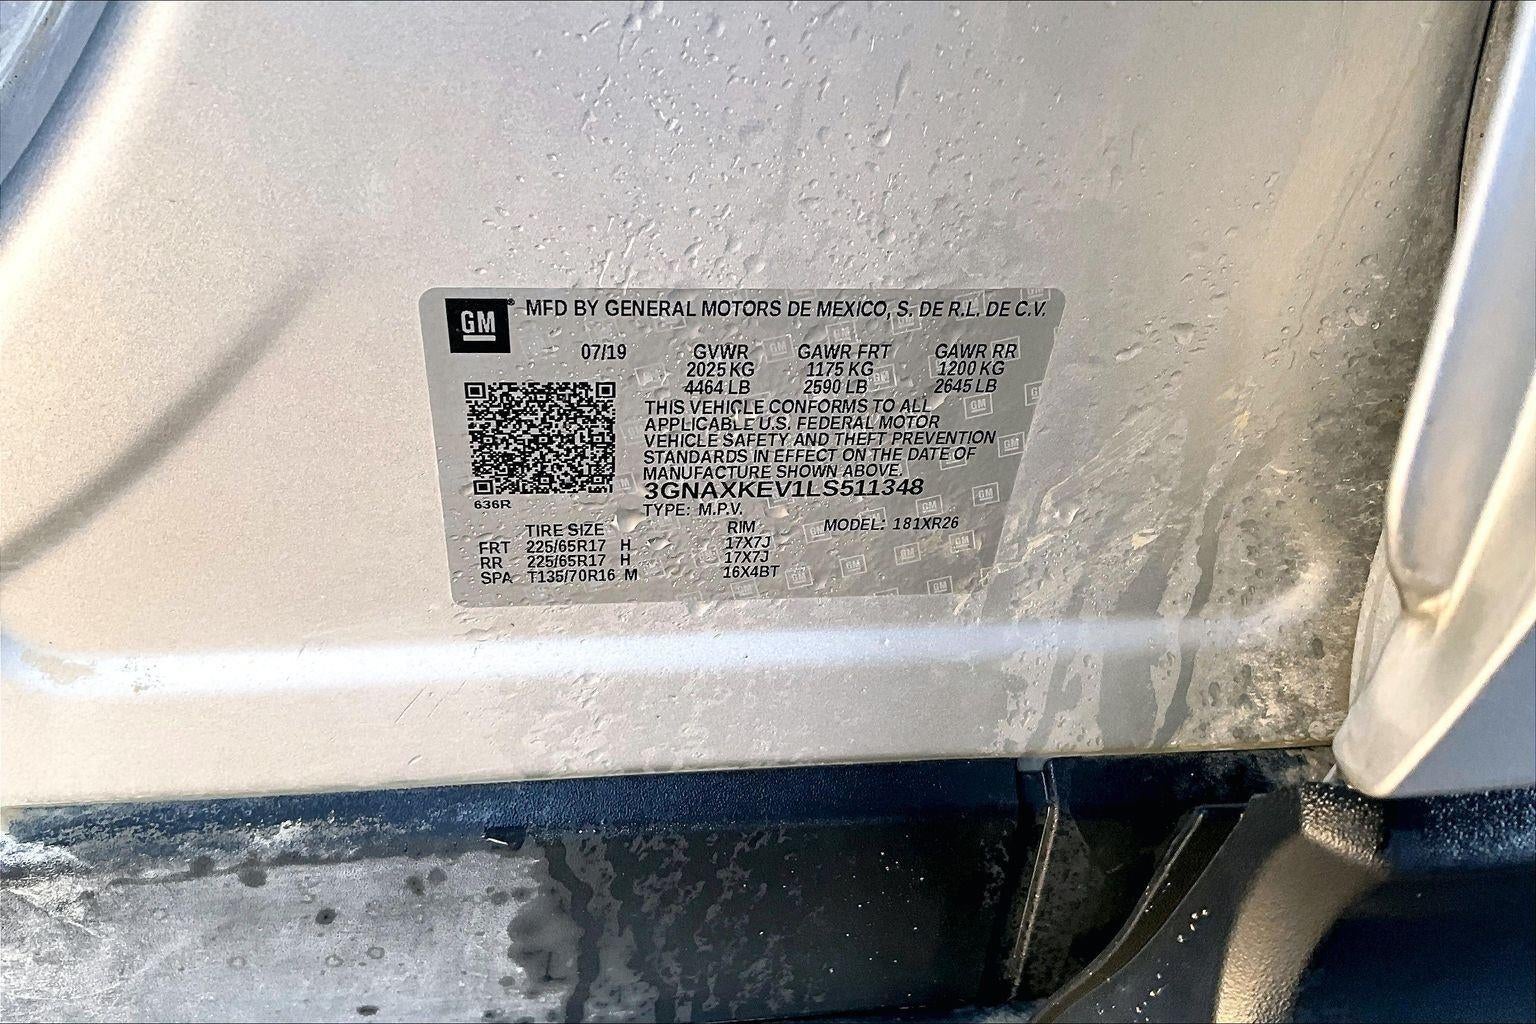 GM® MFD BY GENERAL MOTORS DE MEXICO, S. DE R.L. DE C.V.
07/19 GVWR GAWR FRT GAWR RR
2025 KG 1175 KG 1200 KG
4464 LB 2590 LB 2645 LB
THIS VEHICLE CONFORMS TO ALL
APPLICABLE U.S. FEDERAL MOTOR
VEHICLE SAFETY AND THEFT PREVENTION
STANDARDS IN EFFECT ON THE DATE OF
MANUFACTURE SHOWN ABOVE.
3GNAXKEV1LS511348
636R TYPE: M.P.V.
TIRE SIZE RIM MODEL: 181XR26
FRT 225/65R17 H 17X7J
RR 225/65R17 H 17X7J
SPA T135/70R16 M 16X4BT